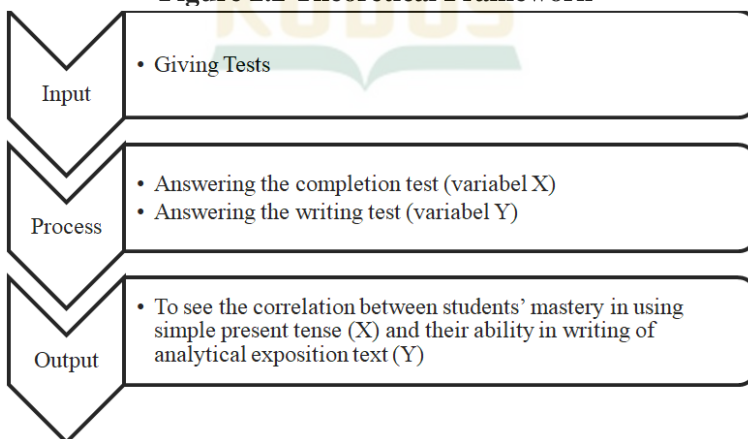 Input
• Giving Tests
Process
• Answering the completion test (variabel X)
• Answering the writing test (variabel Y)
Output
• To see the correlation between students’ mastery in using
simple present tense (X) and their ability in writing of
analytical exposition text (Y)